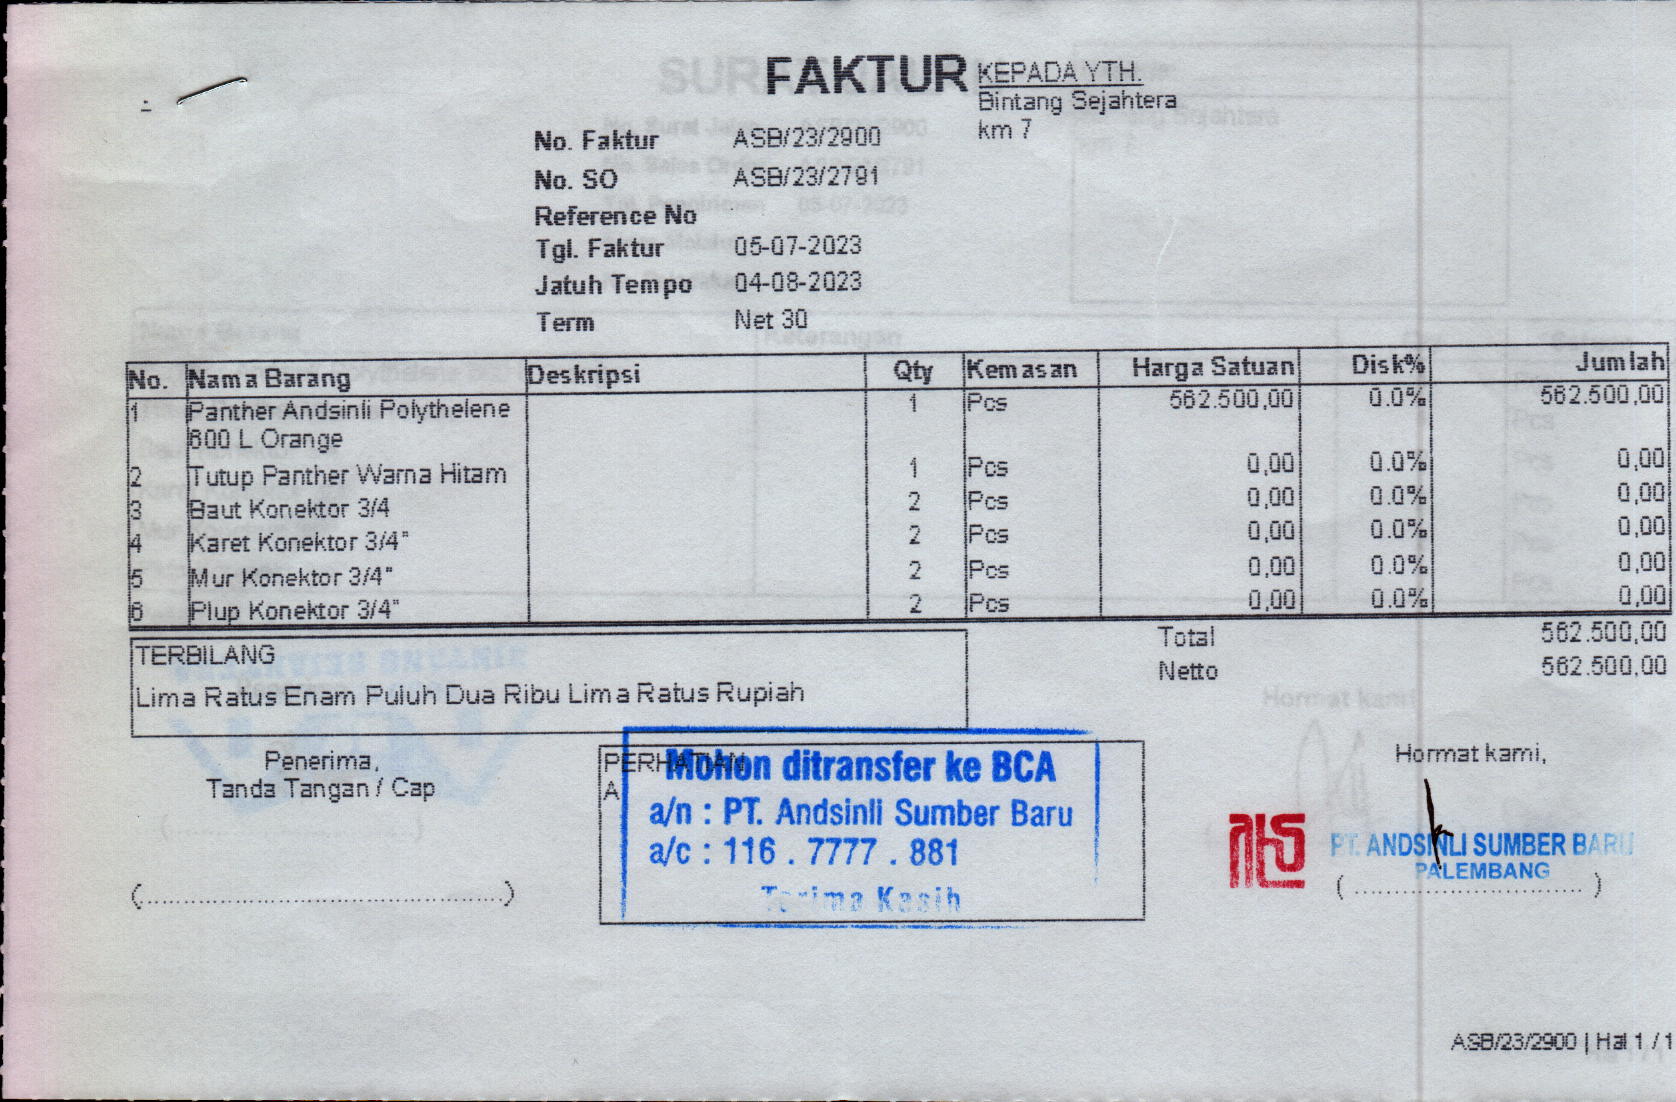 FAKTUR
KEPADA YTH.
Bintang Sejahtera
km 7
No. Faktur ASB/23/2900
No. SO ASB/23/2791
Reference No
Tgl. Faktur 05-07-2023
Jatuh Tempo 04-08-2023
Term Net 30
No. Nama Barang Deskripsi Qty Kemasan Harga Satuan Disk% Jumlah
1 Panther Andsinli Polythelene 1 Pcs 562.500,00 0.0% 562.500,00
600 L Orange
2 Tutup Panther Warna Hitam 1 Pcs 0,00 0.0% 0,00
3 Baut Konektor 3/4 2 Pcs 0,00 0.0% 0,00
4 Karet Konektor 3/4" 2 Pcs 0,00 0.0% 0,00
5 Mur Konektor 3/4" 2 Pcs 0,00 0.0% 0,00
6 Plup Konektor 3/4" 2 Pcs 0,00 0.0% 0,00
Total 562.500,00
Netto 562.500,00
TERBILANG
Lima Ratus Enam Puluh Dua Ribu Lima Ratus Rupiah
Penerima,
Tanda Tangan / Cap
(..................................................)
PERHATIAN
A
Mohon ditransfer ke BCA
a/n : PT. Andsinli Sumber Baru
a/c : 116 . 7777 . 881
Terima Kasih
Hormat kami,
PT. ANDSINLI SUMBER BARU
PALEMBANG
( .................................. )
ASB/23/2900 | Hal 1 / 1